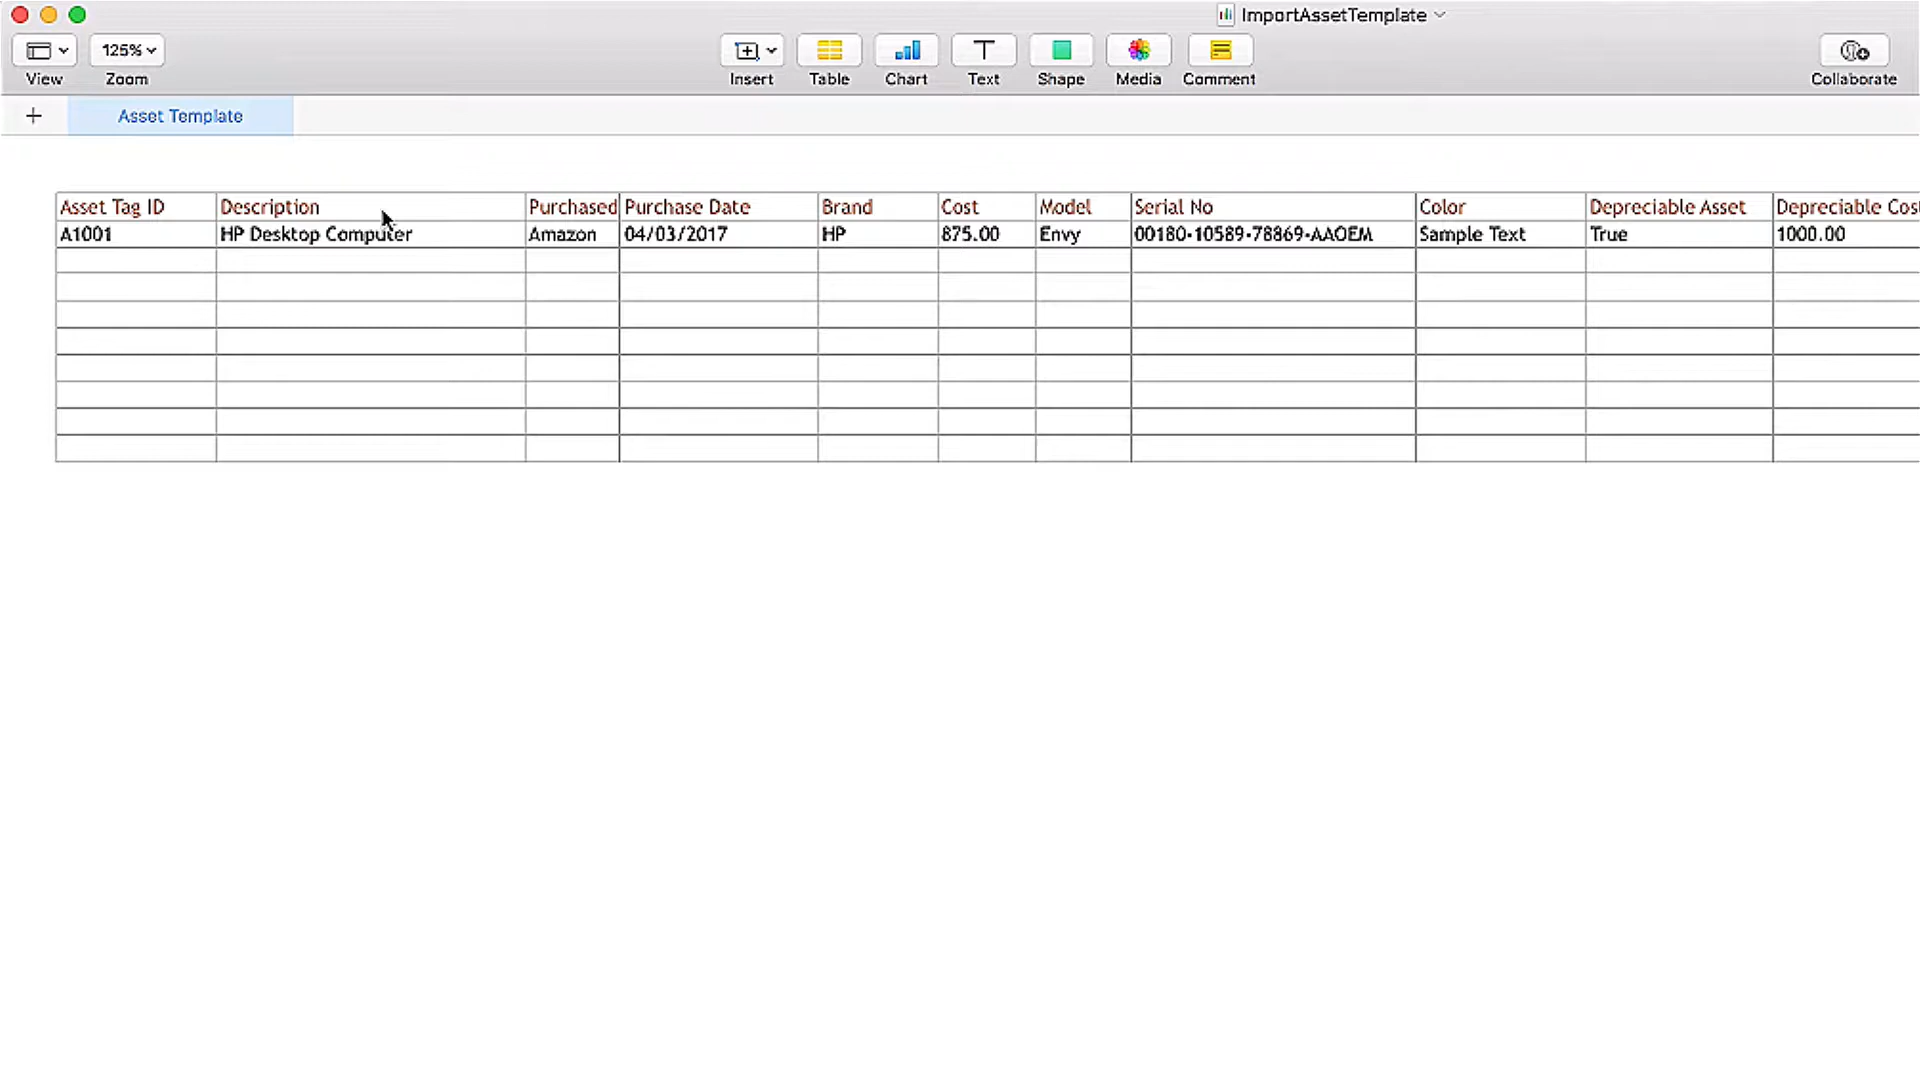 ImportAssetTemplate
125%
View Zoom Insert Table Chart Text Shape Media Comment Collaborate
+ Asset Template
Asset Tag ID Description Purchased Purchase Date Brand Cost Model Serial No Color Depreciable Asset Depreciable Cost
A1001 HP Desktop Computer Amazon 04/03/2017 HP 875.00 Envy 00180-10589-78869-AAOEM Sample Text True 1000.00